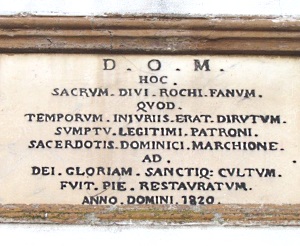 D. O. M.
HOC.
SACRVM. DIVI. ROCHI. FANVM.
QVOD.
TEMPORVM. INJVRIIS. ERAT. DIRVTVM.
SVMPTV. LEGITIMI. PATRONI.
SACERDOTIS. DOMINICI. MARCHIONE.
AD.
DEI. GLORIAM. SANCTIQ: CVLTVM.
FVIT. PIE. RESTAVRATVM.
ANNO. DOMINI. 1820.